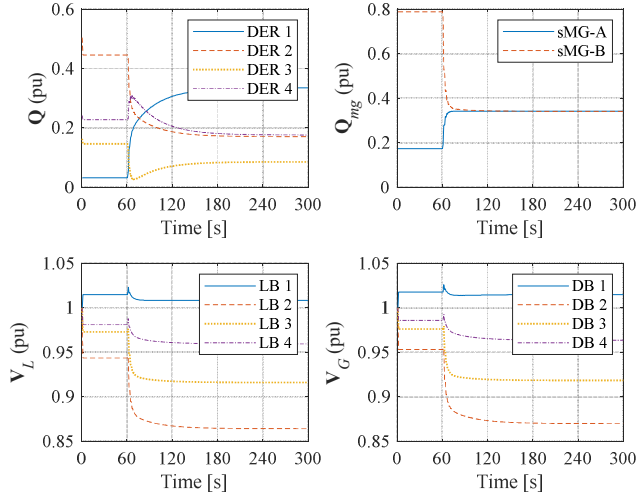 Q (pu)
0.6
0.4
0.2
0
0 60 120 180 240 300
Time [s]
DER 1
DER 2
DER 3
DER 4
Q_mg (pu)
0.8
0.6
0.4
0.2
0
0 60 120 180 240 300
Time [s]
sMG-A
sMG-B
V_L (pu)
1.05
1
0.95
0.9
0.85
0 60 120 180 240 300
Time [s]
LB 1
LB 2
LB 3
LB 4
V_G (pu)
1.05
1
0.95
0.9
0.85
0 60 120 180 240 300
Time [s]
DB 1
DB 2
DB 3
DB 4